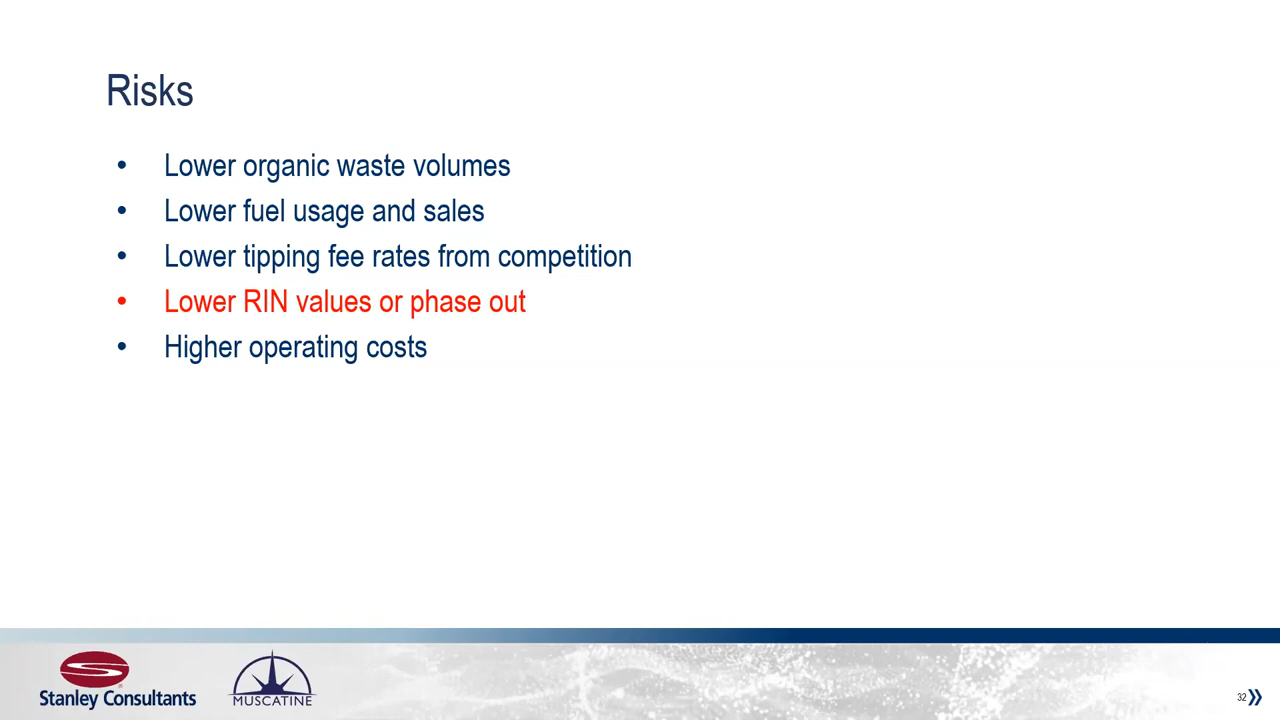 Risks
• Lower organic waste volumes
• Lower fuel usage and sales
• Lower tipping fee rates from competition
• Lower RIN values or phase out
• Higher operating costs
Stanley Consultants
MUSCATINE
32